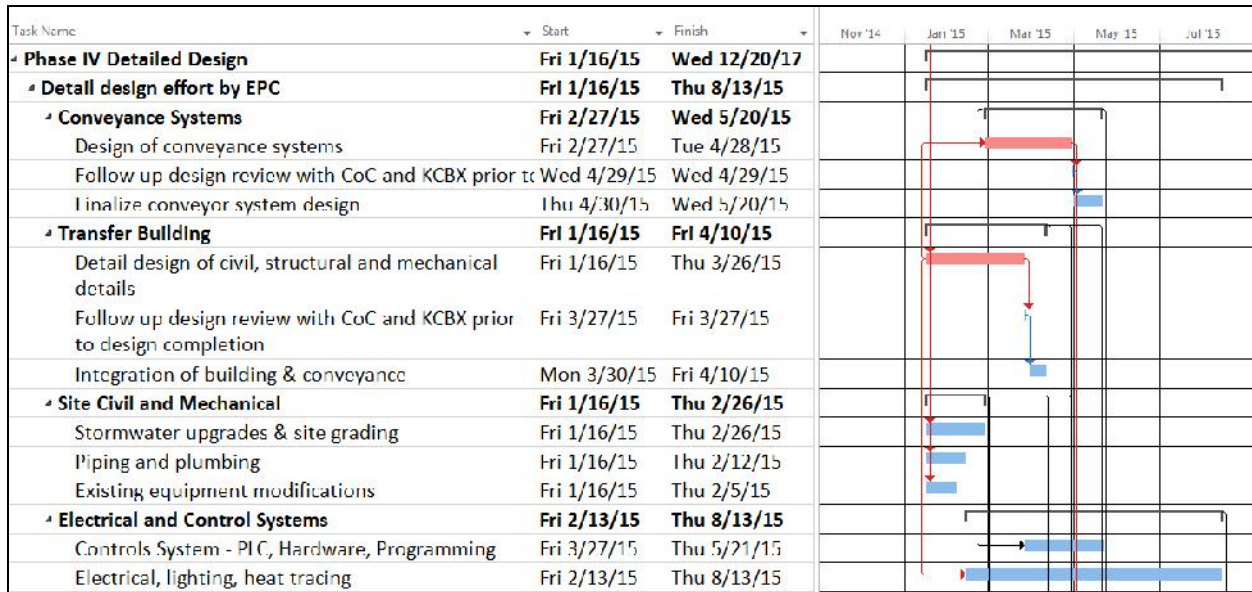 Task Name Start Finish Nov '14 Jan '15 Mar '15 May '15 Jul '15
Phase IV Detailed Design Fri 1/16/15 Wed 12/20/17
Detail design effort by EPC Fri 1/16/15 Thu 8/13/15
Conveyance Systems Fri 2/27/15 Wed 5/20/15
Design of conveyance systems Fri 2/27/15 Tue 4/28/15
Follow up design review with CoC and KCBX prior to Wed 4/29/15 Wed 4/29/15
Finalize conveyor system design Thu 4/30/15 Wed 5/20/15
Transfer Building Fri 1/16/15 Fri 4/10/15
Detail design of civil, structural and mechanical Fri 1/16/15 Thu 3/26/15
details
Follow up design review with CoC and KCBX prior Fri 3/27/15 Fri 3/27/15
to design completion
Integration of building & conveyance Mon 3/30/15 Fri 4/10/15
Site Civil and Mechanical Fri 1/16/15 Thu 2/26/15
Stormwater upgrades & site grading Fri 1/16/15 Thu 2/26/15
Piping and plumbing Fri 1/16/15 Thu 2/12/15
Existing equipment modifications Fri 1/16/15 Thu 2/5/15
Electrical and Control Systems Fri 2/13/15 Thu 8/13/15
Controls System - PLC, Hardware, Programming Fri 3/27/15 Thu 5/21/15
Electrical, lighting, heat tracing Fri 2/13/15 Thu 8/13/15